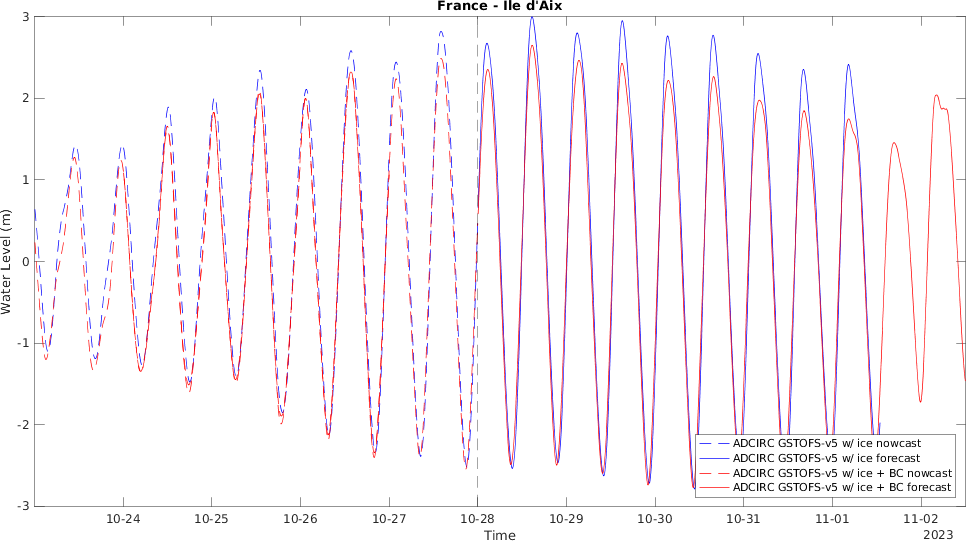 France - Ile d'Aix
3
2
1
0
-1
-2
-3
Water Level (m)
ADCIRC GSTOFS-v5 w/ ice nowcast
ADCIRC GSTOFS-v5 w/ ice forecast
ADCIRC GSTOFS-v5 w/ ice + BC nowcast
ADCIRC GSTOFS-v5 w/ ice + BC forecast
10-24 10-25 10-26 10-27 10-28 10-29 10-30 10-31 11-01 11-02
Time
2023